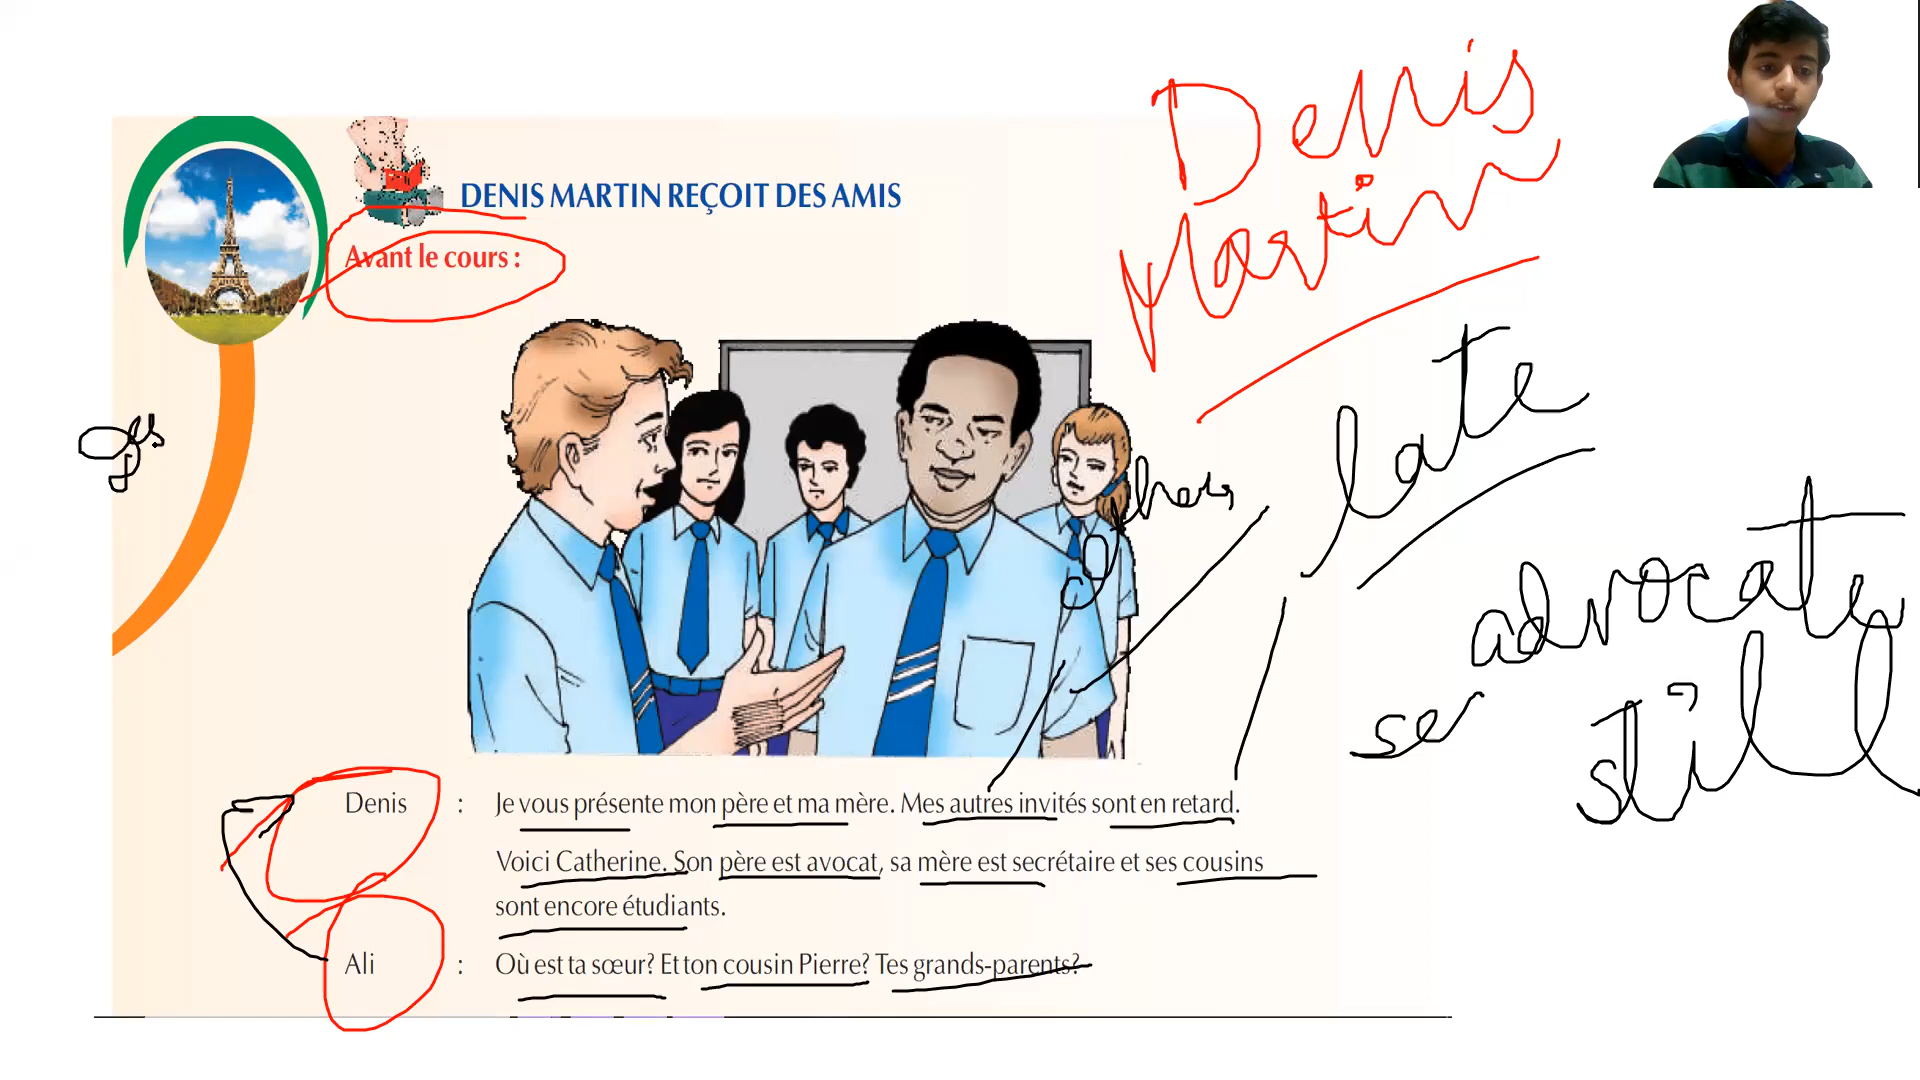 DENIS MARTIN REÇOIT DES AMIS
Avant le cours :
Denis
Martin
late
others
advocate
se
still
Denis : Je vous présente mon père et ma mère. Mes autres invités sont en retard.
Voici Catherine. Son père est avocat, sa mère est secrétaire et ses cousins
sont encore étudiants.
Ali : Où est ta sœur? Et ton cousin Pierre? Tes grands-parents?